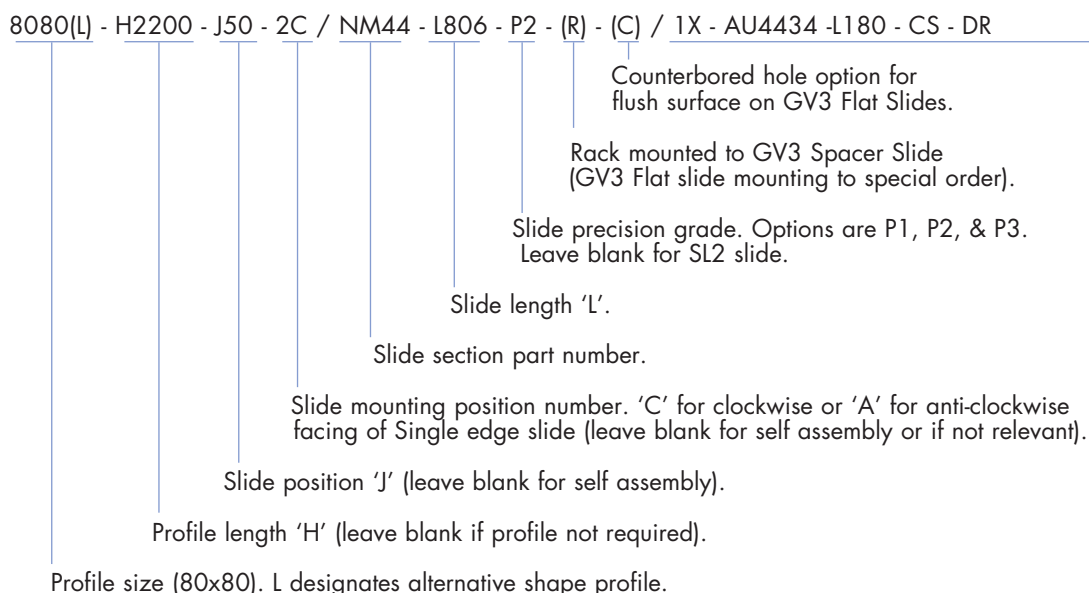 8080(L) - H2200 - J50 - 2C / NM44 - L806 - P2 - (R) - (C) / 1X - AU4434 -L180 - CS - DR
Counterbored hole option for
flush surface on GV3 Flat Slides.
Rack mounted to GV3 Spacer Slide
(GV3 Flat slide mounting to special order).
Slide precision grade. Options are P1, P2, & P3.
Leave blank for SL2 slide.
Slide length ‘L’.
Slide section part number.
Slide mounting position number. ‘C’ for clockwise or ‘A’ for anti-clockwise
facing of Single edge slide (leave blank for self assembly or if not relevant).
Slide position ‘J’ (leave blank for self assembly).
Profile length ‘H’ (leave blank if profile not required).
Profile size (80x80). L designates alternative shape profile.